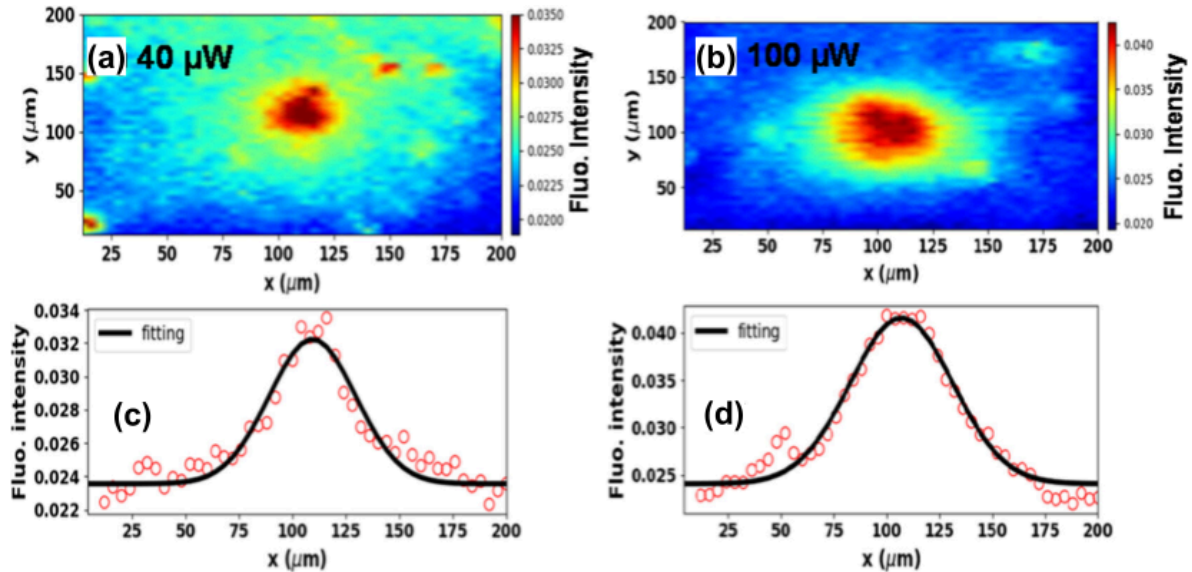 (a) 40 μW
200
150
100
50
y (μm)
25 50 75 100 125 150 175 200
x (μm)
0.0350
0.0325
0.0300
0.0275
0.0250
0.0225
0.0200
Fluo. Intensity
(b) 100 μW
200
150
100
50
y (μm)
25 50 75 100 125 150 175 200
x (μm)
0.040
0.035
0.030
0.025
0.020
Fluo. Intensity
(c)
fitting
0.034
0.032
0.030
0.028
0.026
0.024
0.022
Fluo. intensity
25 50 75 100 125 150 175 200
x (μm)
(d)
fitting
0.040
0.035
0.030
0.025
Fluo. intensity
25 50 75 100 125 150 175 200
x (μm)